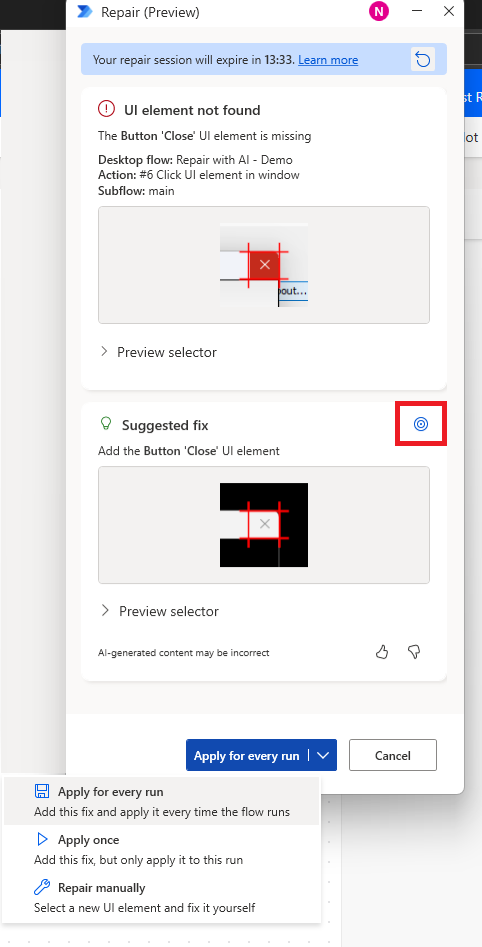 Repair (Preview)
N
Your repair session will expire in 13:33. Learn more
UI element not found
The Button 'Close' UI element is missing
Desktop flow: Repair with AI - Demo
Action: #6 Click UI element in window
Subflow: main
out...
Preview selector
Suggested fix
Add the Button 'Close' UI element
Preview selector
AI-generated content may be incorrect
Apply for every run
Cancel
Apply for every run
Add this fix and apply it every time the flow runs
Apply once
Add this fix, but only apply it to this run
Repair manually
Select a new UI element and fix it yourself